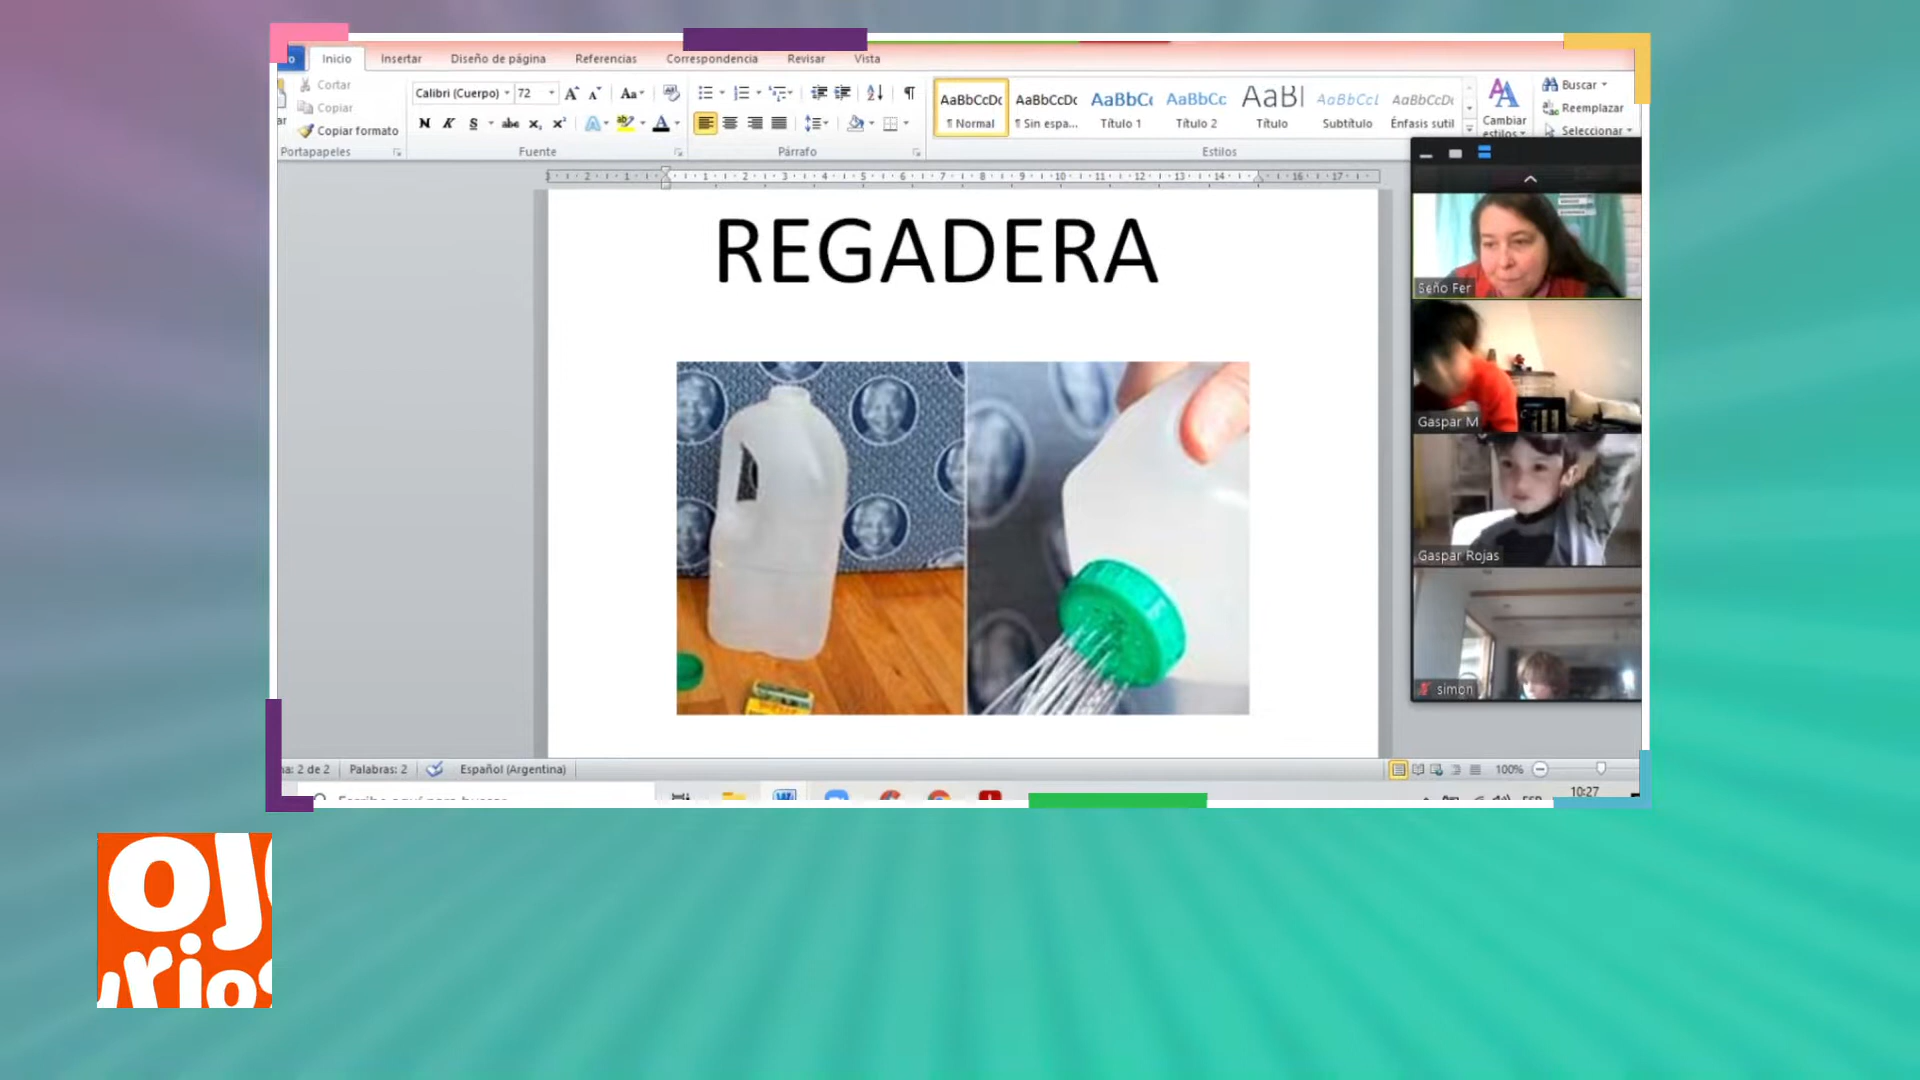 Inicio Insertar Diseño de página Referencias Correspondencia Revisar Vista
Cortar
Copiar
Copiar formato
Portapapeles
Calibri (Cuerpo) 72
Fuente
Párrafo
AaBbCcDc AaBbCcDc AaBbC AaBbCc AaBl AaBbCcL AaBbCcDc
¶ Normal ¶ Sin espa... Título 1 Título 2 Título Subtítulo Énfasis sutil
Estilos
Cambiar
estilos
Buscar
Reemplazar
Seleccionar
REGADERA
Seño Fer
Gaspar M
Gaspar Rojas
simon
2 de 2 Palabras: 2 Español (Argentina) 100%
10:27